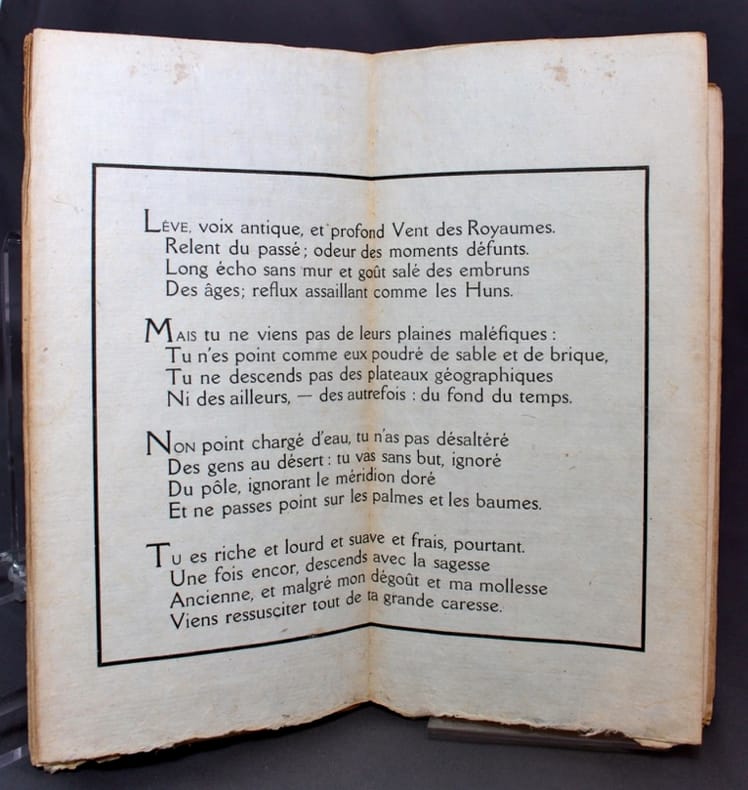 LÈVE, voix antique, et profond Vent des Royaumes.
Relent du passé ; odeur des moments défunts.
Long écho sans mur et goût salé des embruns
Des âges ; reflux assaillant comme les Huns.
MAIS tu ne viens pas de leurs plaines maléfiques :
Tu n'es point comme eux poudré de sable et de brique,
Tu ne descends pas des plateaux géographiques
Ni des ailleurs, — des autrefois : du fond du temps.
NON point chargé d'eau, tu n'as pas désaltéré
Des gens au désert : tu vas sans but, ignoré
Du pôle, ignorant le méridion doré
Et ne passes point sur les palmes et les baumes.
TU es riche et lourd et suave et frais, pourtant.
Une fois encor, descends avec la sagesse
Ancienne, et malgré mon dégoût et ma mollesse
Viens ressusciter tout de ta grande caresse.